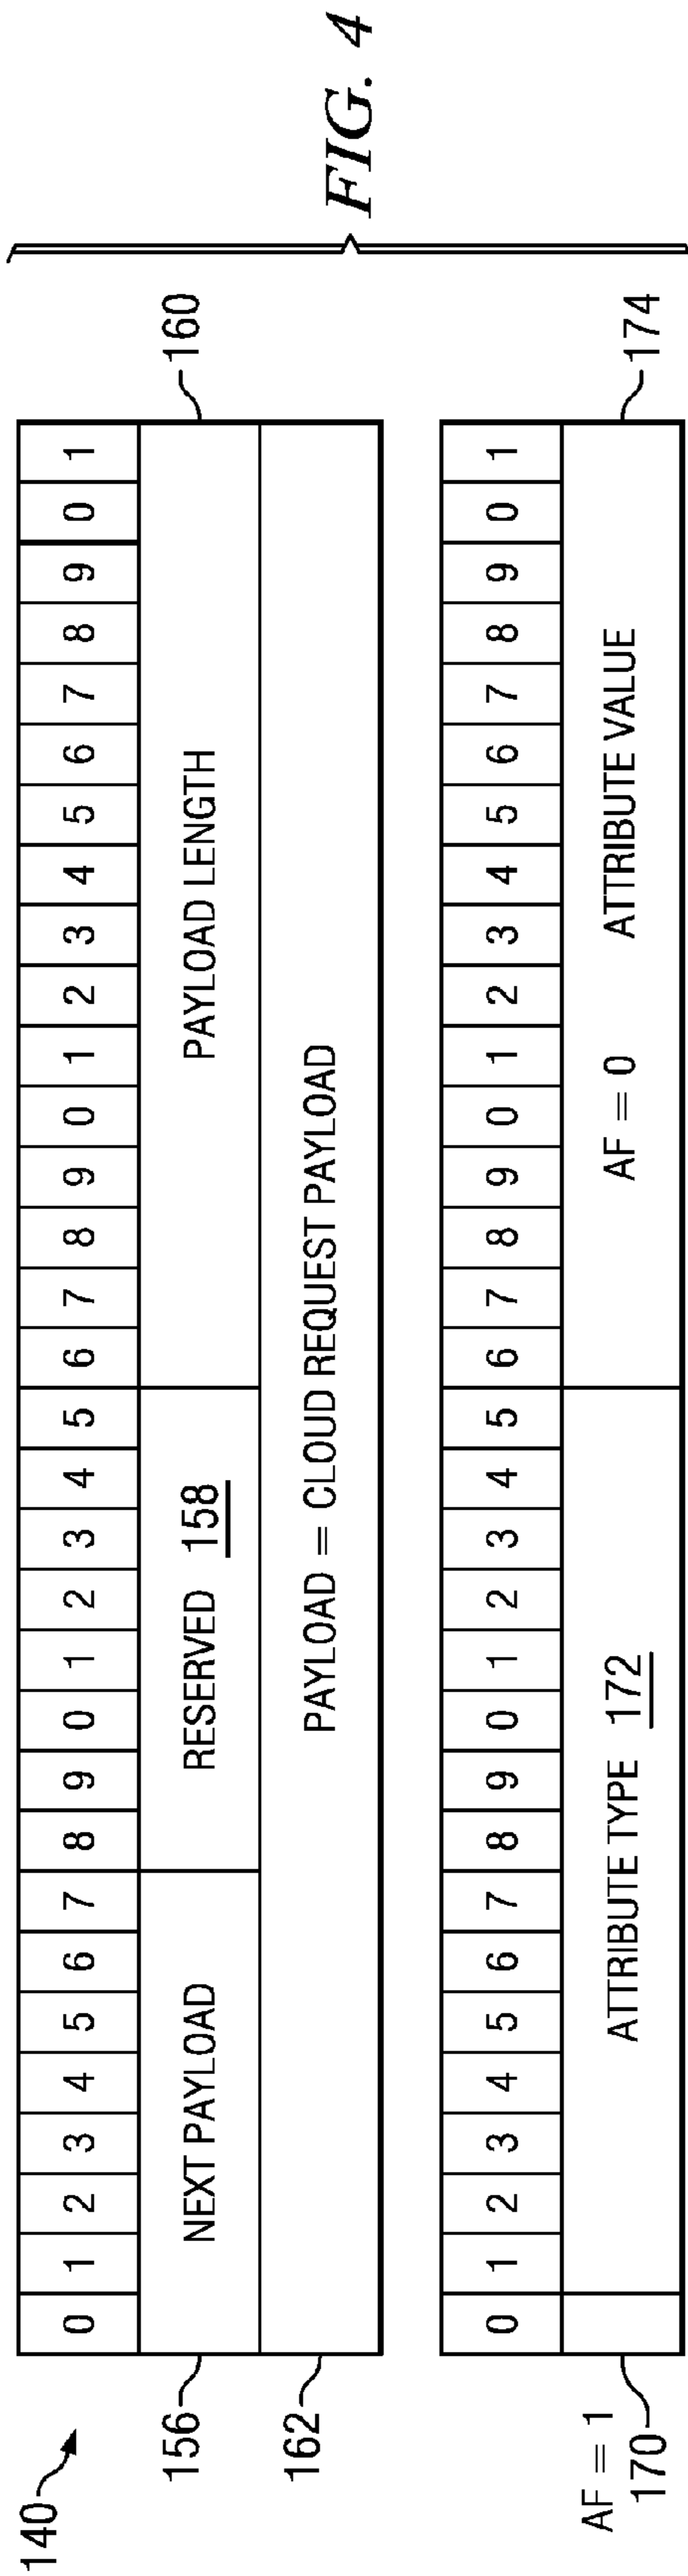 140
0 1 2 3 4 5 6 7 8 9 0 1 2 3 4 5 6 7 8 9 0 1 2 3 4 5 6 7 8 9 0 1
156 NEXT PAYLOAD RESERVED 158 PAYLOAD LENGTH 160
162 PAYLOAD = CLOUD REQUEST PAYLOAD
0 1 2 3 4 5 6 7 8 9 0 1 2 3 4 5 6 7 8 9 0 1 2 3 4 5 6 7 8 9 0 1
AF = 1
170 ATTRIBUTE TYPE 172 AF = 0 ATTRIBUTE VALUE 174
FIG. 4